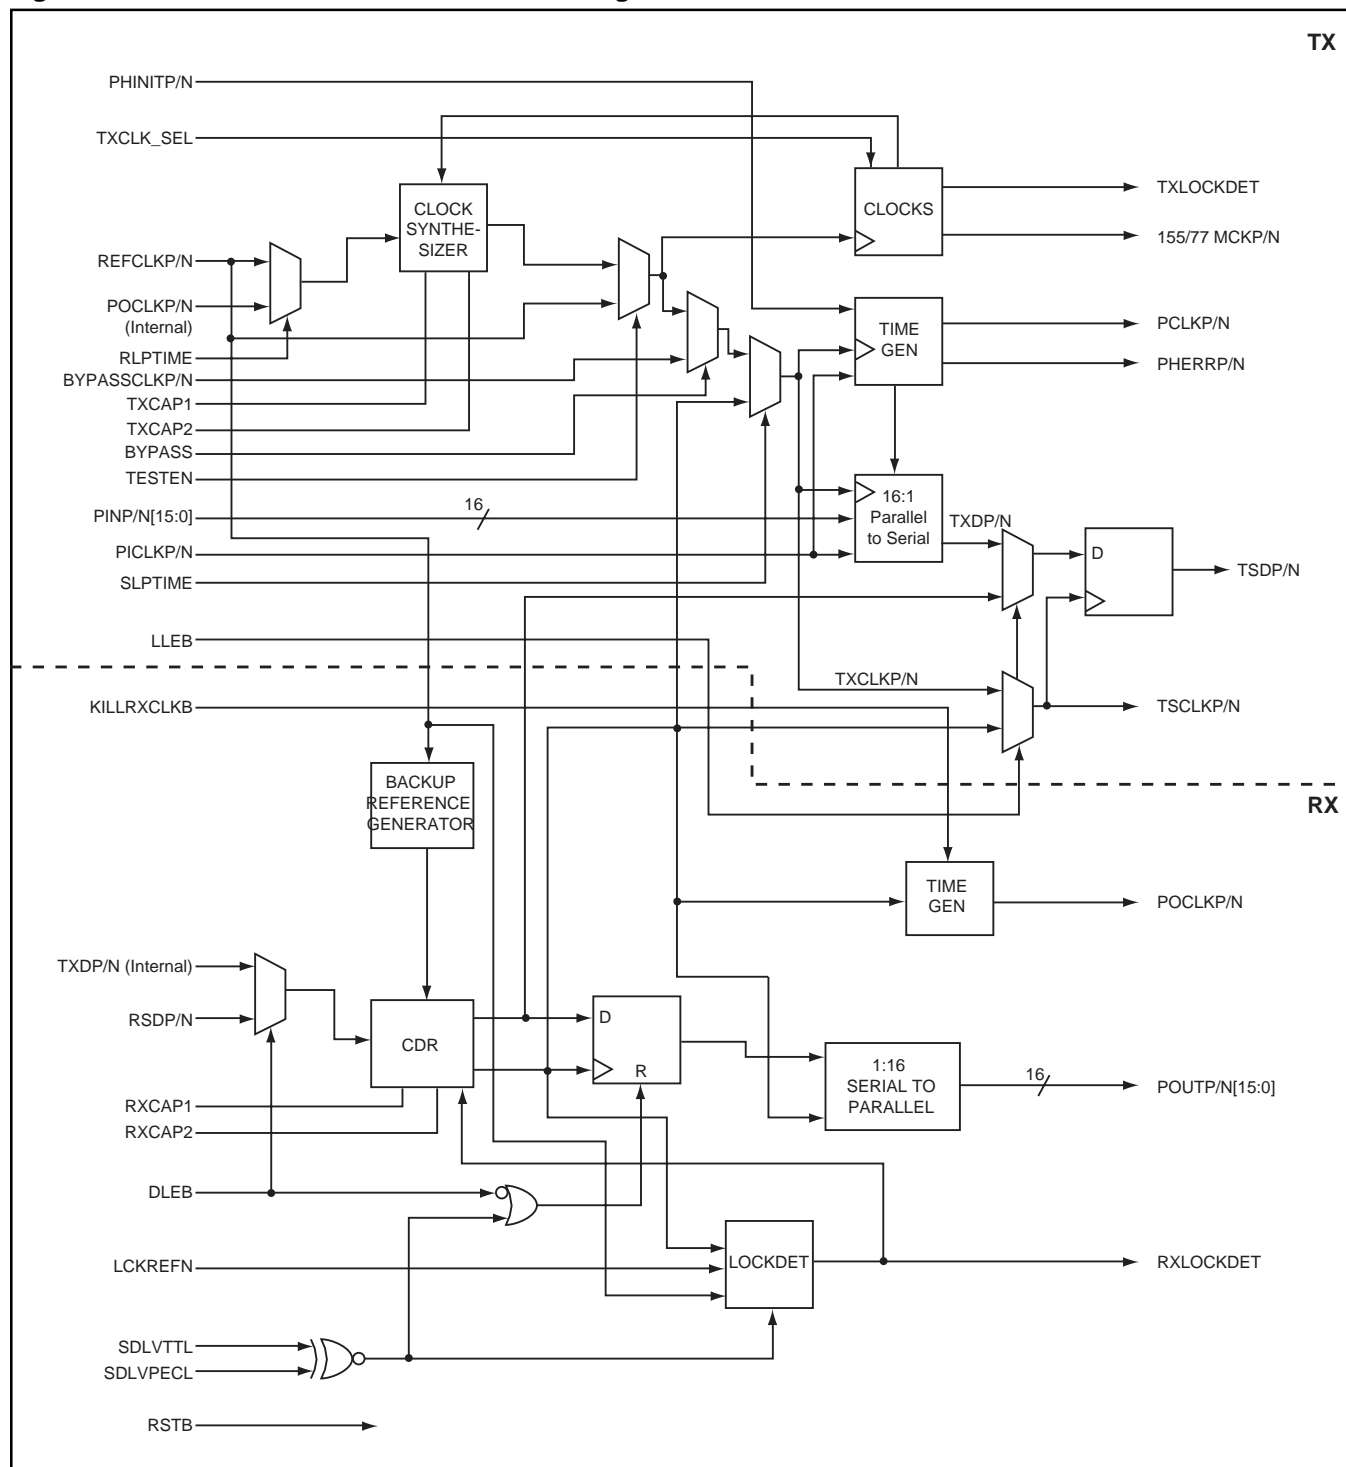 TX
PHINITP/N
TXCLK_SEL
CLOCK
SYNTHE-
SIZER
CLOCKS
TXLOCKDET
155/77 MCKP/N
REFCLKP/N
POCLKP/N
(Internal)
RLPTIME
BYPASSCLKP/N
TXCAP1
TXCAP2
BYPASS
TESTEN
TIME
GEN
PCLKP/N
PHERRP/N
PINP/N[15:0]
16
PICLKP/N
SLPTIME
16:1
Parallel
to Serial
TXDP/N
D
TSDP/N
LLEB
TXCLKP/N
TSCLKP/N
KILLRXCLKB
RX
BACKUP
REFERENCE
GENERATOR
TIME
GEN
POCLKP/N
TXDP/N (Internal)
RSDP/N
CDR
D
R
1:16
SERIAL TO
PARALLEL
16
POUTP/N[15:0]
RXCAP1
RXCAP2
DLEB
LCKREFN
LOCKDET
RXLOCKDET
SDLVTTL
SDLVPECL
RSTB